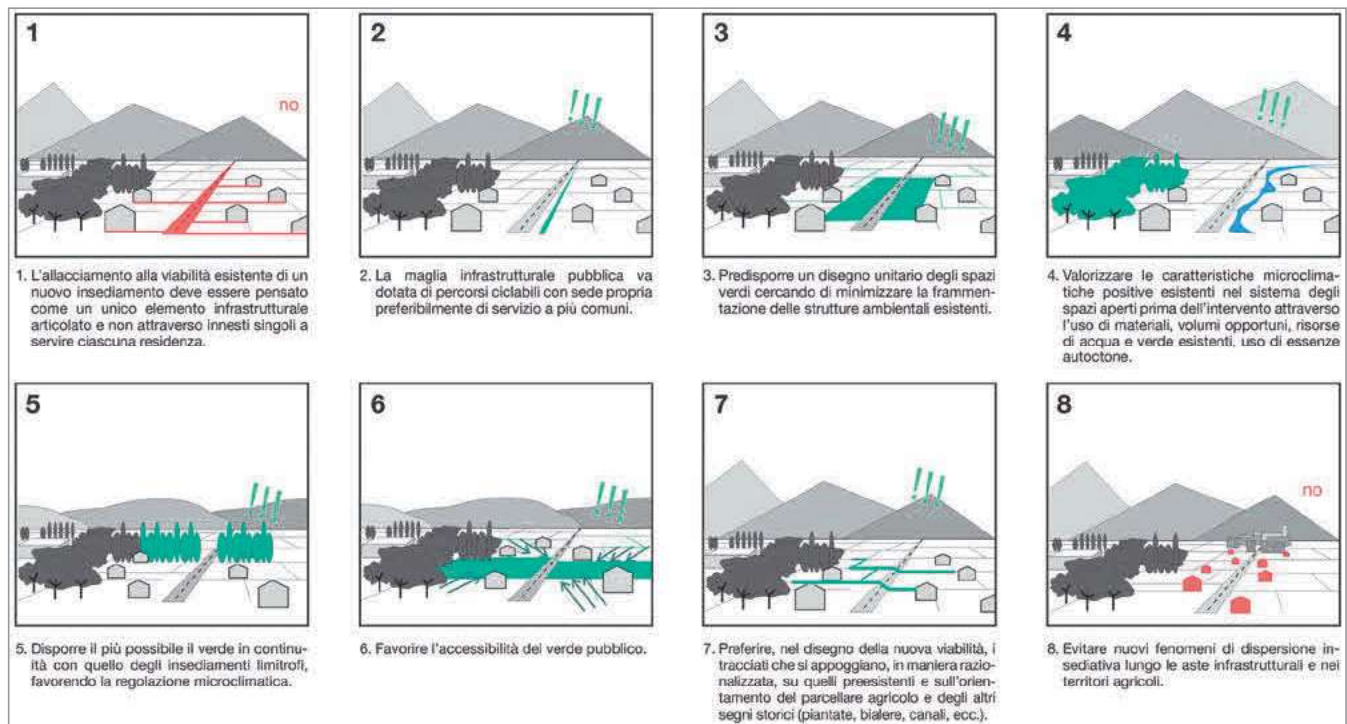 1
no
2
3
4
1. L'allacciamento alla viabilità esistente di un
nuovo insediamento deve essere pensato
come un unico elemento infrastrutturale
articolato e non attraverso innesti singoli a
servire ciascuna residenza.
2. La maglia infrastrutturale pubblica va
dotata di percorsi ciclabili con sede propria
preferibilmente di servizio a più comuni.
3. Predisporre un disegno unitario degli spazi
verdi cercando di minimizzare la frammen-
tazione delle strutture ambientali esistenti.
4. Valorizzare le caratteristiche microclima-
tiche positive esistenti nel sistema degli
spazi aperti prima dell'intervento attraverso
l'uso di materiali, volumi opportuni, risorse
di acqua e verde esistenti, uso di essenze
autoctone.
5
6
7
8
no
5. Disporre il più possibile il verde in continu-
ità con quello degli insediamenti limitrofi,
favorendo la regolazione microclimatica.
6. Favorire l'accessibilità del verde pubblico.
7. Preferire, nel disegno della nuova viabilità, i
tracciati che si appoggiano, in maniera razio-
nalizzata, su quelli preesistenti e sull'orien-
tamento del parcellare agricolo e degli altri
segni storici (piantate, bialere, canali, ecc.).
8. Evitare nuovi fenomeni di dispersione in-
sediativa lungo le aste infrastrutturali e nei
territori agricoli.